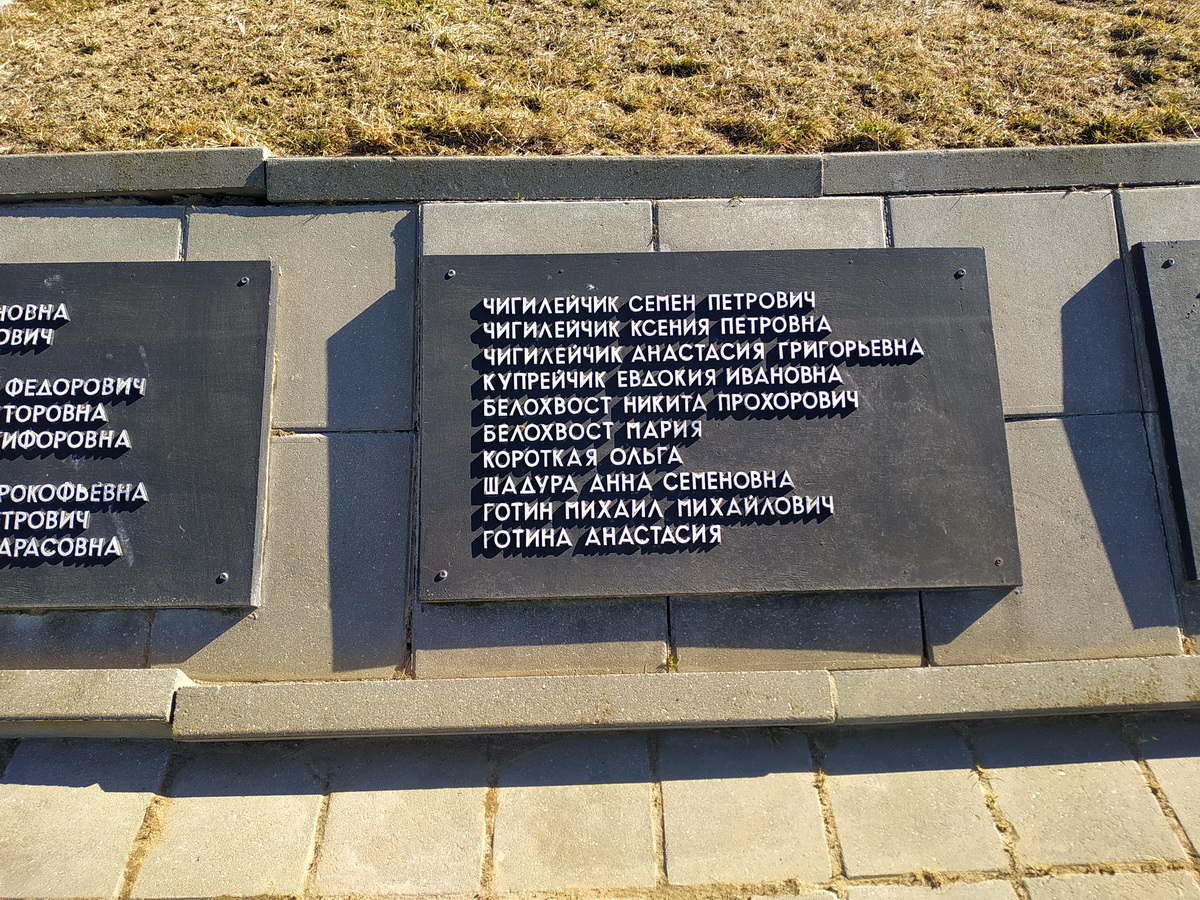 ФЕДОРОВИЧ
ЧИГИЛЕЙЧИК СЕМЕН ПЕТРОВИЧ
ЧИГИЛЕЙЧИК КСЕНИЯ ПЕТРОВНА
ЧИГИЛЕЙЧИК АНАСТАСИЯ ГРИГОРЬЕВНА
КУПРЕЙЧИК ЕВДОКИЯ ИВАНОВНА
БЕЛОХВОСТ НИКИТА ПРОХОРОВИЧ
БЕЛОХВОСТ МАРИЯ
КОРОТКАЯ ОЛЬГА
ШАДУРА АННА СЕМЕНОВНА
ГОТИН МИХАИЛ МИХАЙЛОВИЧ
ГОТИНА АНАСТАСИЯ